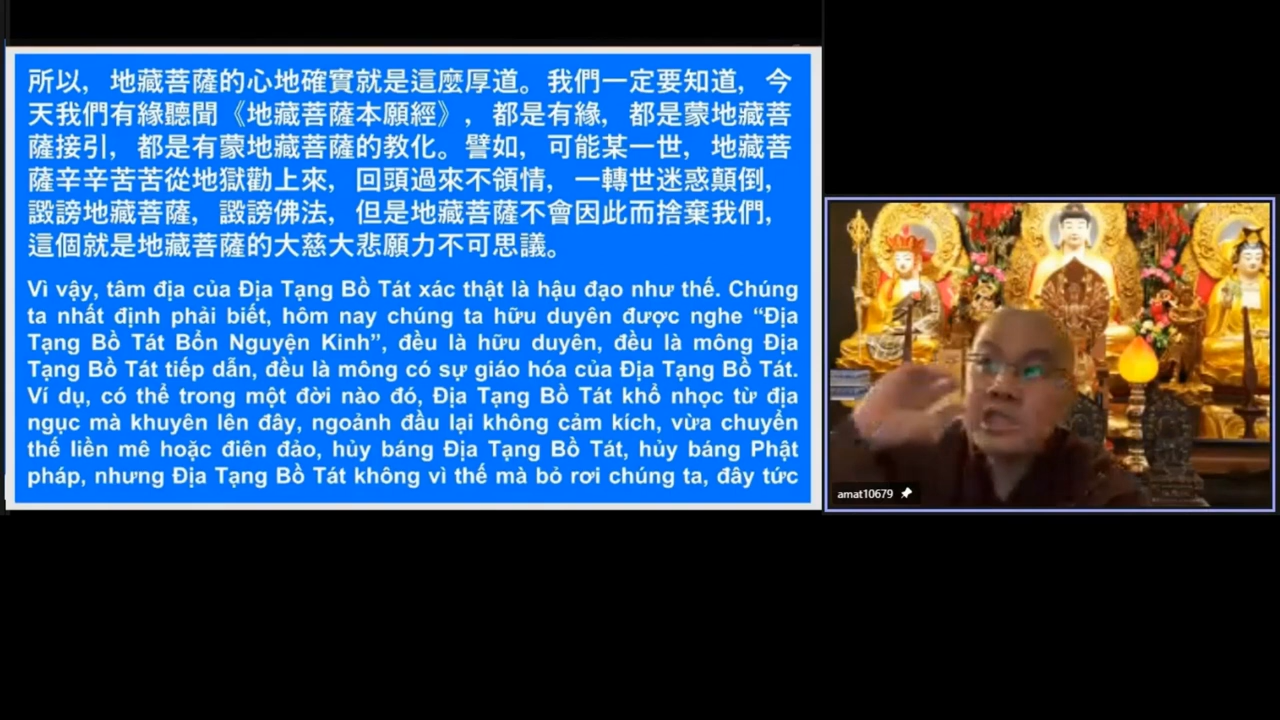 所以，地藏菩薩的心地確實就是這麼厚道。我們一定要知道，今
天我們有緣聽聞《地藏菩薩本願經》，都是有緣，都是蒙地藏菩
薩接引，都是有蒙地藏菩薩的教化。譬如，可能某一世，地藏菩
薩辛辛苦苦從地獄勸上來，回頭過來不領情，一轉世迷惑顛倒，
譭謗地藏菩薩，譭謗佛法，但是地藏菩薩不會因此而捨棄我們，
這個就是地藏菩薩的大慈大悲願力不可思議。
Vì vậy, tâm địa của Địa Tạng Bồ Tát xác thật là hậu đạo như thế. Chúng
ta nhất định phải biết, hôm nay chúng ta hữu duyên được nghe “Địa
Tạng Bồ Tát Bổn Nguyện Kinh”, đều là hữu duyên, đều là mông Địa
Tạng Bồ Tát tiếp dẫn, đều là mông có sự giáo hóa của Địa Tạng Bồ Tát.
Ví dụ, có thể trong một đời nào đó, Địa Tạng Bồ Tát khổ nhọc từ địa
ngục mà khuyên lên đây, ngoảnh đầu lại không cảm kích, vừa chuyển
thế liền mê hoặc điên đảo, hủy báng Địa Tạng Bồ Tát, hủy báng Phật
pháp, nhưng Địa Tạng Bồ Tát không vì thế mà bỏ rơi chúng ta, đây tức
amat10679